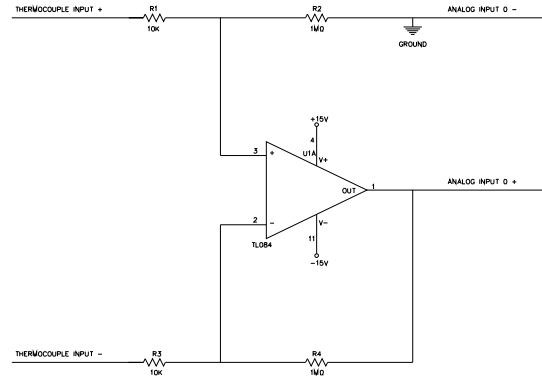 THERMOCOUPLE INPUT + R1 R2 ANALOG INPUT 0 -
10K 1MΩ
GROUND
+15V
4
U1A
V+
3 +
OUT 1 ANALOG INPUT 0 +
2 -
V-
TL084 11
-15V
THERMOCOUPLE INPUT - R3 R4
10K 1MΩ